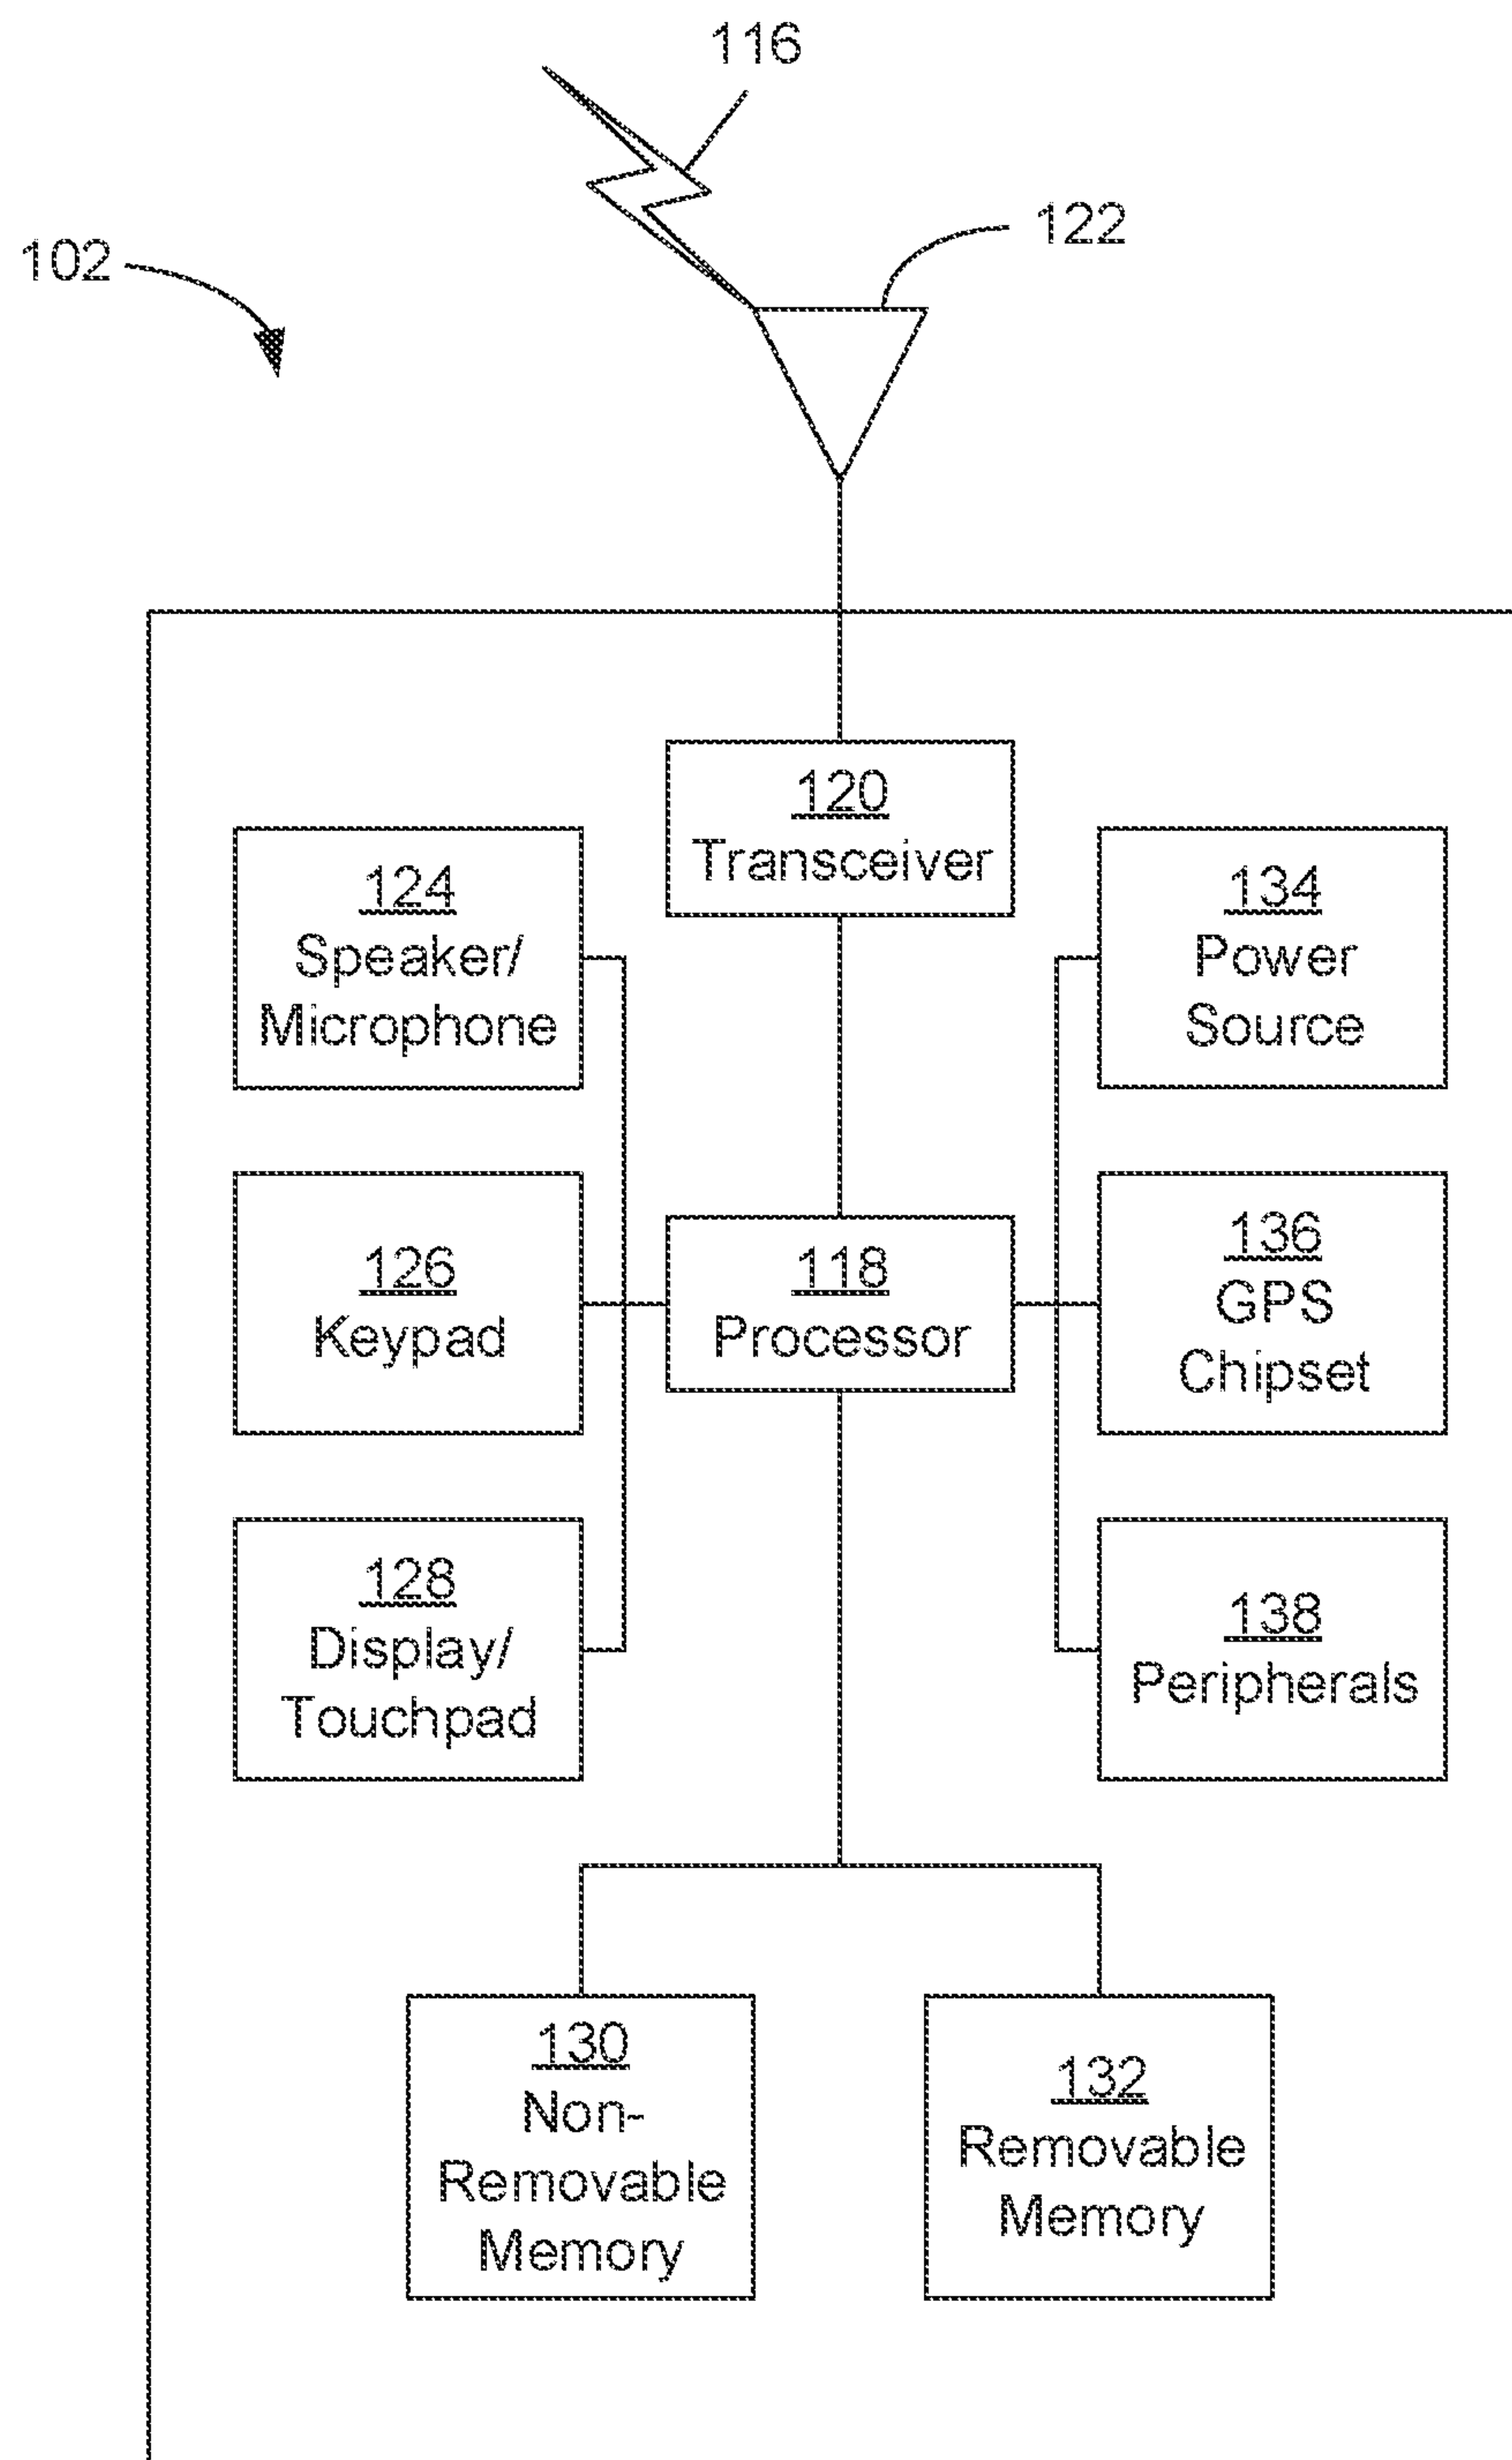 116
122
102
120
Transceiver
124
Speaker/
Microphone
134
Power
Source
126
Keypad
118
Processor
136
GPS
Chipset
128
Display/
Touchpad
138
Peripherals
130
Non-
Removable
Memory
132
Removable
Memory